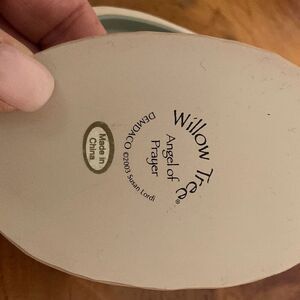 Willow Tree®
Angel of
Prayer
DEMDACO ©2003 Susan Lordi
Made in
China